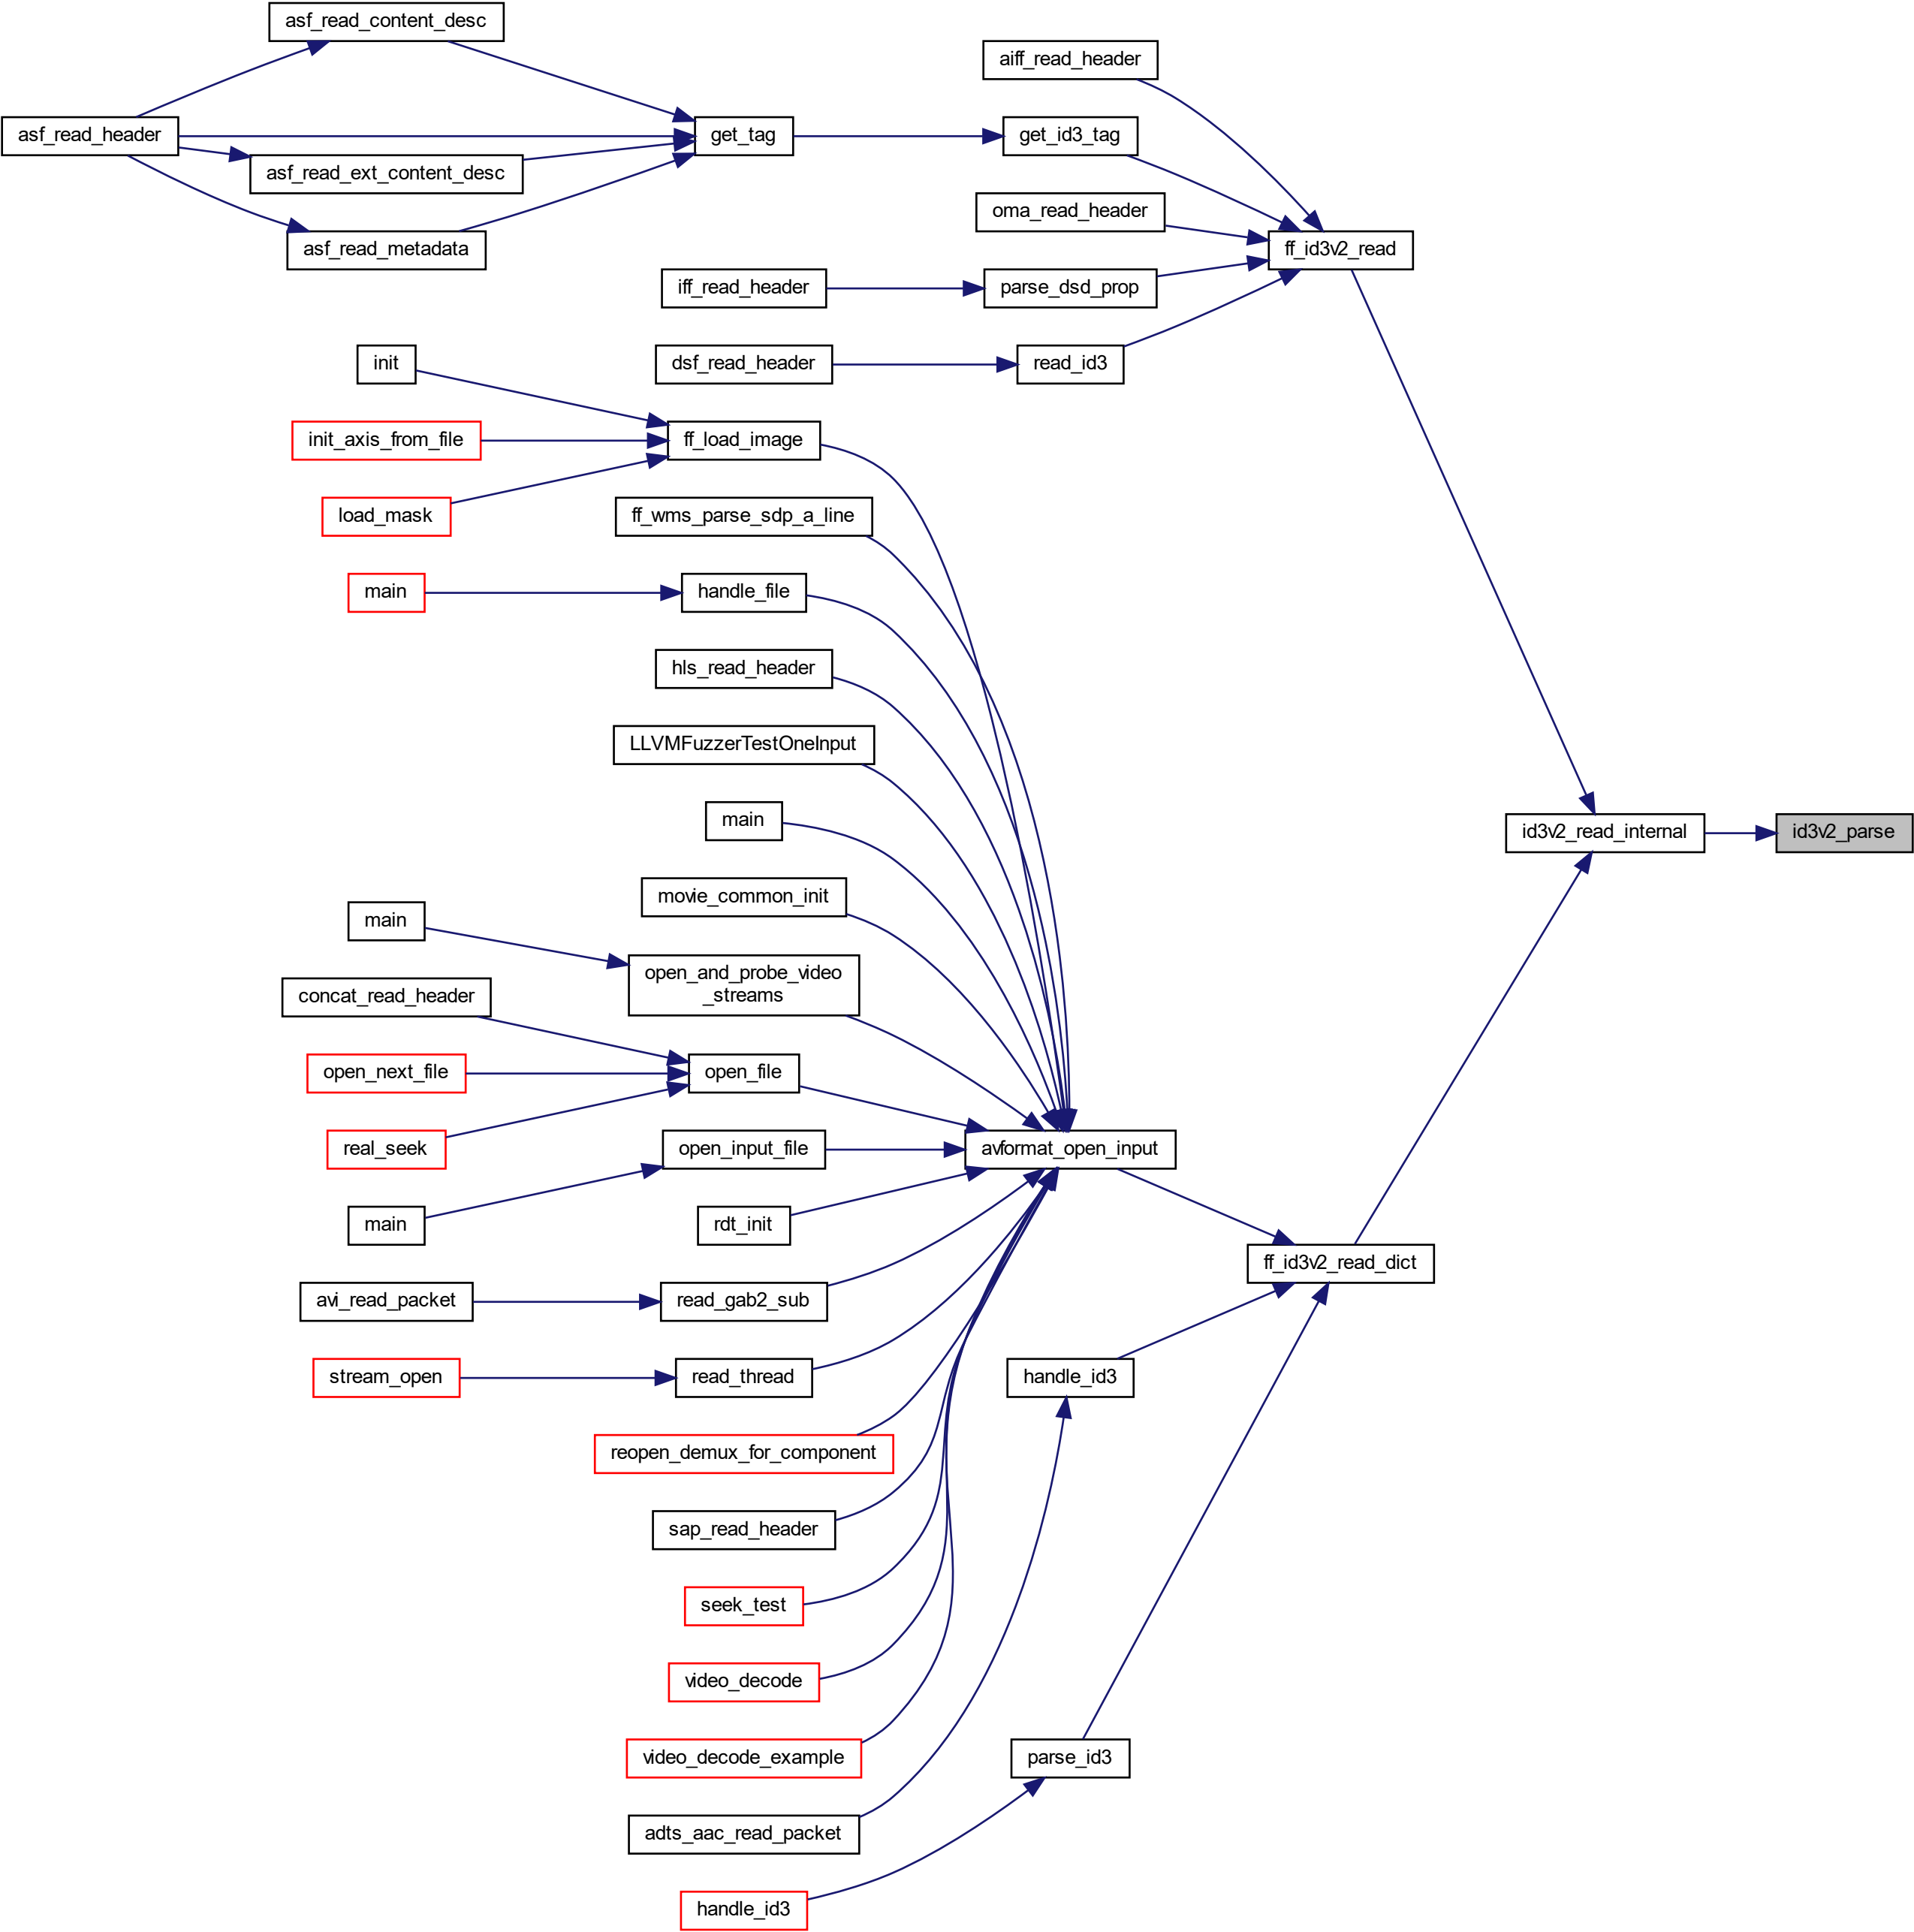 asf_read_content_desc
aiff_read_header
asf_read_header
get_tag
get_id3_tag
asf_read_ext_content_desc
oma_read_header
asf_read_metadata
ff_id3v2_read
iff_read_header
parse_dsd_prop
init
dsf_read_header
read_id3
init_axis_from_file
ff_load_image
load_mask
ff_wms_parse_sdp_a_line
main
handle_file
hls_read_header
LLVMFuzzerTestOneInput
main
id3v2_read_internal
id3v2_parse
movie_common_init
main
open_and_probe_video
_streams
concat_read_header
open_next_file
open_file
real_seek
open_input_file
avformat_open_input
main
rdt_init
ff_id3v2_read_dict
avi_read_packet
read_gab2_sub
stream_open
read_thread
handle_id3
reopen_demux_for_component
sap_read_header
seek_test
video_decode
video_decode_example
parse_id3
adts_aac_read_packet
handle_id3